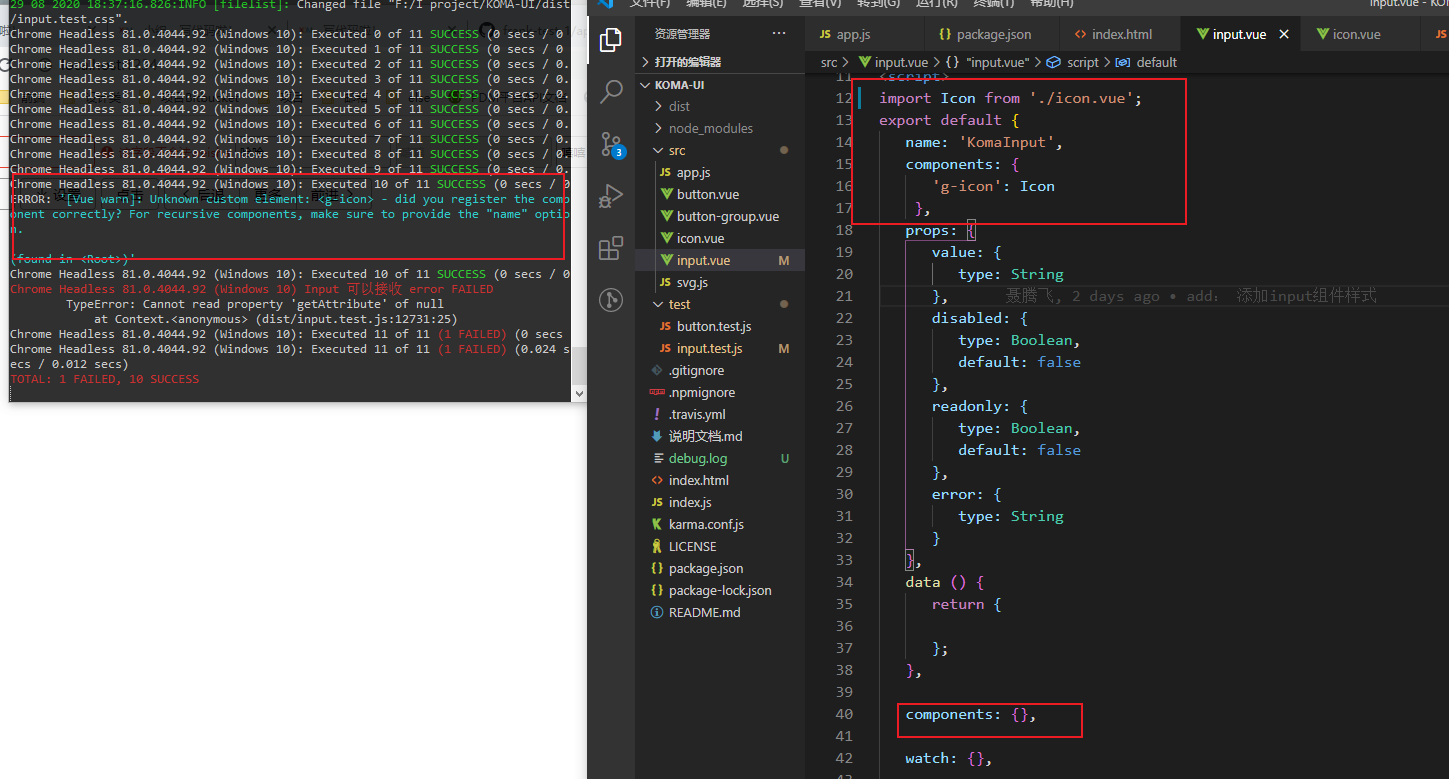 29 08 2020 18:37:16.826:INFO [filelist]: Changed file "F:/I project/KOMA-UI/dist
/input.test.css".
Chrome Headless 81.0.4044.92 (Windows 10): Executed 0 of 11 SUCCESS (0 secs / 0.
Chrome Headless 81.0.4044.92 (Windows 10): Executed 1 of 11 SUCCESS (0 secs / 0.
Chrome Headless 81.0.4044.92 (Windows 10): Executed 2 of 11 SUCCESS (0 secs / 0.
Chrome Headless 81.0.4044.92 (Windows 10): Executed 3 of 11 SUCCESS (0 secs / 0.
Chrome Headless 81.0.4044.92 (Windows 10): Executed 4 of 11 SUCCESS (0 secs / 0.
Chrome Headless 81.0.4044.92 (Windows 10): Executed 5 of 11 SUCCESS (0 secs / 0.
Chrome Headless 81.0.4044.92 (Windows 10): Executed 6 of 11 SUCCESS (0 secs / 0.
Chrome Headless 81.0.4044.92 (Windows 10): Executed 7 of 11 SUCCESS (0 secs / 0.
Chrome Headless 81.0.4044.92 (Windows 10): Executed 8 of 11 SUCCESS (0 secs / 0.
Chrome Headless 81.0.4044.92 (Windows 10): Executed 9 of 11 SUCCESS (0 secs / 0.
Chrome Headless 81.0.4044.92 (Windows 10): Executed 10 of 11 SUCCESS (0 secs / 0
ERROR: '[Vue warn]: Unknown custom element: <g-icon> - did you register the comp
onent correctly? For recursive components, make sure to provide the "name" optio
n.
(found in <Root>)'
Chrome Headless 81.0.4044.92 (Windows 10): Executed 10 of 11 SUCCESS (0 secs / 0
Chrome Headless 81.0.4044.92 (Windows 10) Input 可以接收 error FAILED
TypeError: Cannot read property 'getAttribute' of null
at Context.<anonymous> (dist/input.test.js:12731:25)
Chrome Headless 81.0.4044.92 (Windows 10): Executed 11 of 11 (1 FAILED) (0 secs
Chrome Headless 81.0.4044.92 (Windows 10): Executed 11 of 11 (1 FAILED) (0.024 s
ecs / 0.012 secs)
TOTAL: 1 FAILED, 10 SUCCESS
文件(F) 编辑(E) 选择(S) 查看(V) 转到(G) 运行(R) 终端(T) 帮助(H) input.vue - KO
资源管理器 ···
打开的编辑器
KOMA-UI
dist
node_modules
src
JS app.js
button.vue
button-group.vue
icon.vue
input.vue M
JS svg.js
test
JS button.test.js
JS input.test.js M
.gitignore
.npmignore
.travis.yml
说明文档.md
debug.log U
index.html
JS index.js
karma.conf.js
LICENSE
package.json
package-lock.json
README.md
3
JS app.js {} package.json <> index.html input.vue × icon.vue JS
src > input.vue > {} "input.vue" > script > default
11 <script>
12 import Icon from './icon.vue';
13 export default {
14 name: 'KomaInput',
15 components: {
16 'g-icon': Icon
17 },
18 props: {
19 value: {
20 type: String
21 }, 聂腾飞, 2 days ago • add: 添加input组件样式
22 disabled: {
23 type: Boolean,
24 default: false
25 },
26 readonly: {
27 type: Boolean,
28 default: false
29 },
30 error: {
31 type: String
32 }
33 },
34 data () {
35 return {
36
37 };
38 },
39
40 components: {},
41
42 watch: {},